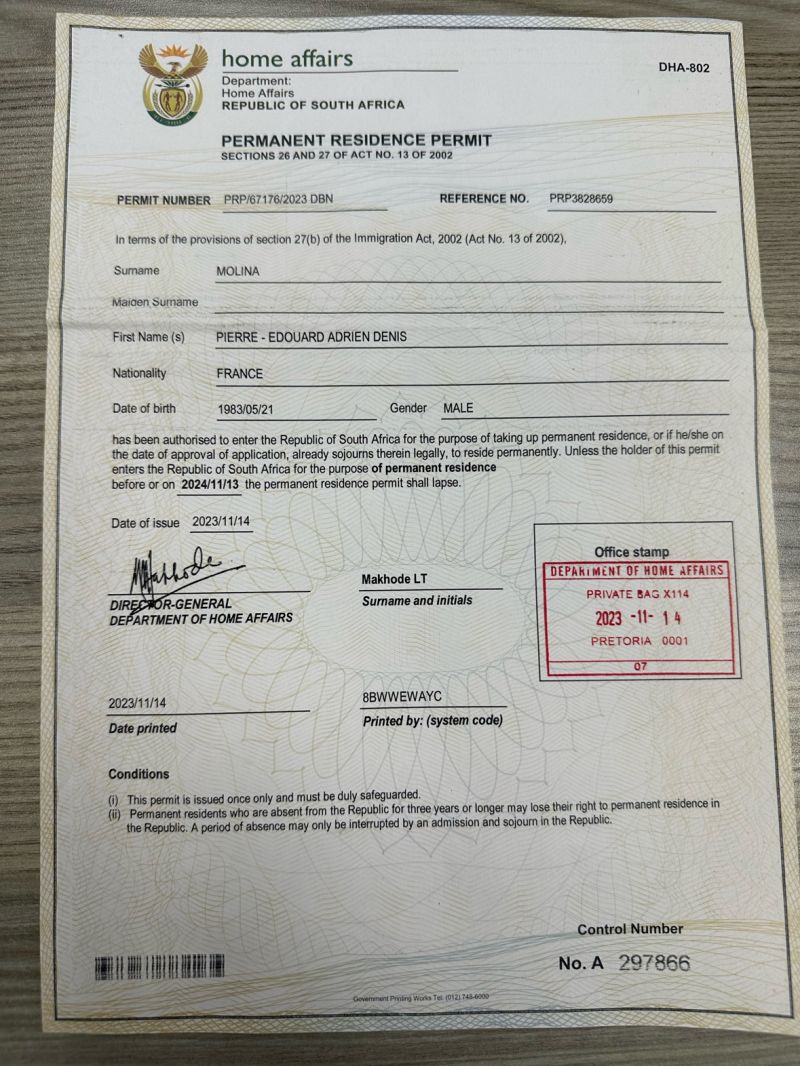 home affairs
DHA-802
Department:
Home Affairs
REPUBLIC OF SOUTH AFRICA
PERMANENT RESIDENCE PERMIT
SECTIONS 26 AND 27 OF ACT NO. 13 OF 2002
PERMIT NUMBER PRP/67176/2023 DBN REFERENCE NO. PRP3828659
In terms of the provisions of section 27(b) of the Immigration Act, 2002 (Act No. 13 of 2002),
Surname MOLINA
Maiden Surname
First Name (s) PIERRE - EDOUARD ADRIEN DENIS
Nationality FRANCE
Date of birth 1983/05/21 Gender MALE
has been authorised to enter the Republic of South Africa for the purpose of taking up permanent residence, or if he/she on
the date of approval of application, already sojourns therein legally, to reside permanently. Unless the holder of this permit
enters the Republic of South Africa for the purpose of permanent residence
before or on 2024/11/13 the permanent residence permit shall lapse.
Date of issue 2023/11/14
Makhode
DIRECTOR-GENERAL
DEPARTMENT OF HOME AFFAIRS
Makhode LT
Surname and initials
Office stamp
DEPARTMENT OF HOME AFFAIRS
PRIVATE BAG X114
2023 -11- 14
PRETORIA 0001
07
2023/11/14
Date printed
8BWWEWAYC
Printed by: (system code)
Conditions
(i) This permit is issued once only and must be duly safeguarded.
(ii) Permanent residents who are absent from the Republic for three years or longer may lose their right to permanent residence in
the Republic. A period of absence may only be interrupted by an admission and sojourn in the Republic.
Control Number
No. A 297866
Government Printing Works Tel: (012) 748-6000